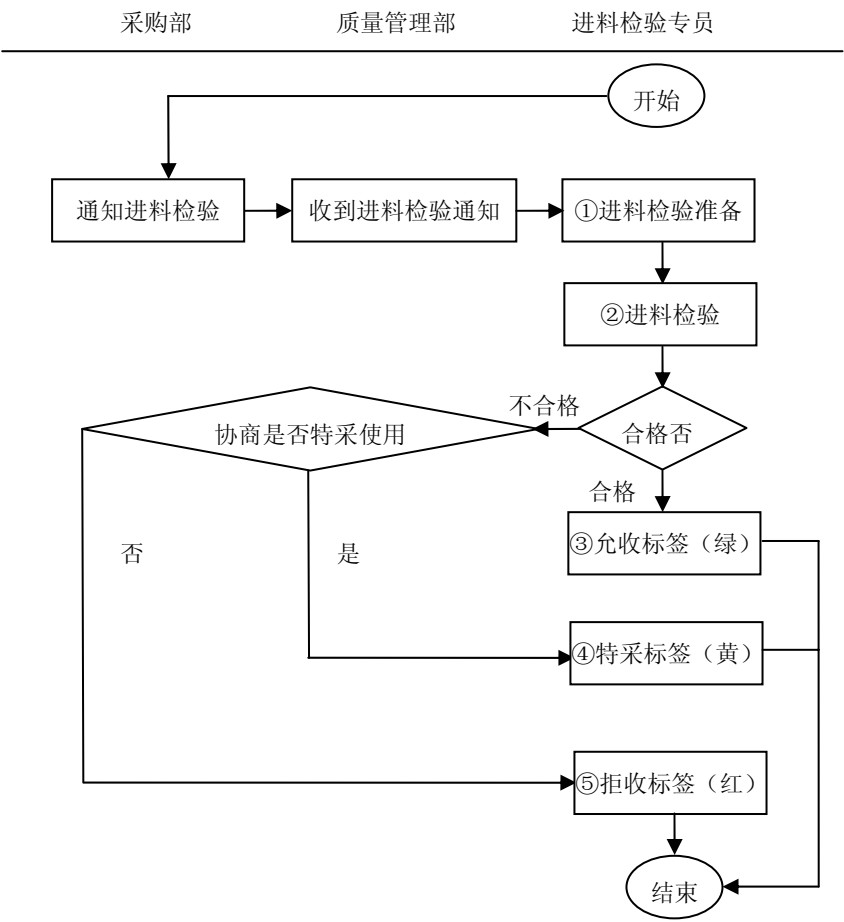 采购部 质量管理部 进料检验专员
开始
通知进料检验 收到进料检验通知 ①进料检验准备
②进料检验
不合格
协商是否特采使用 合格否
合格
③允收标签（绿）
否 是
④特采标签（黄）
⑤拒收标签（红）
结束